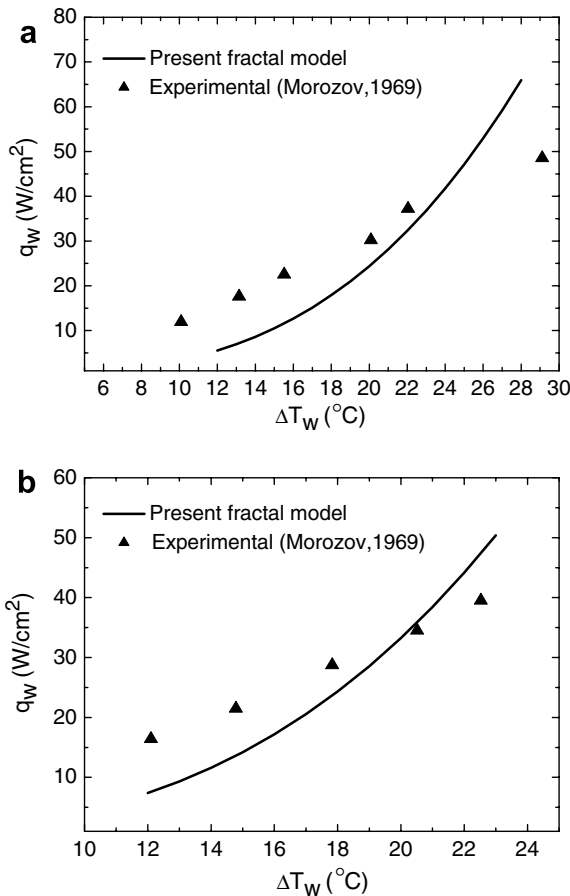 a
80
70
60
50
40
30
20
10
Present fractal model
Experimental (Morozov,1969)
q_w (W/cm²)
6 8 10 12 14 16 18 20 22 24 26 28 30
ΔT_w (°C)
b
60
50
40
30
20
10
Present fractal model
Experimental (Morozov,1969)
q_w (W/cm²)
10 12 14 16 18 20 22 24
ΔT_w (°C)